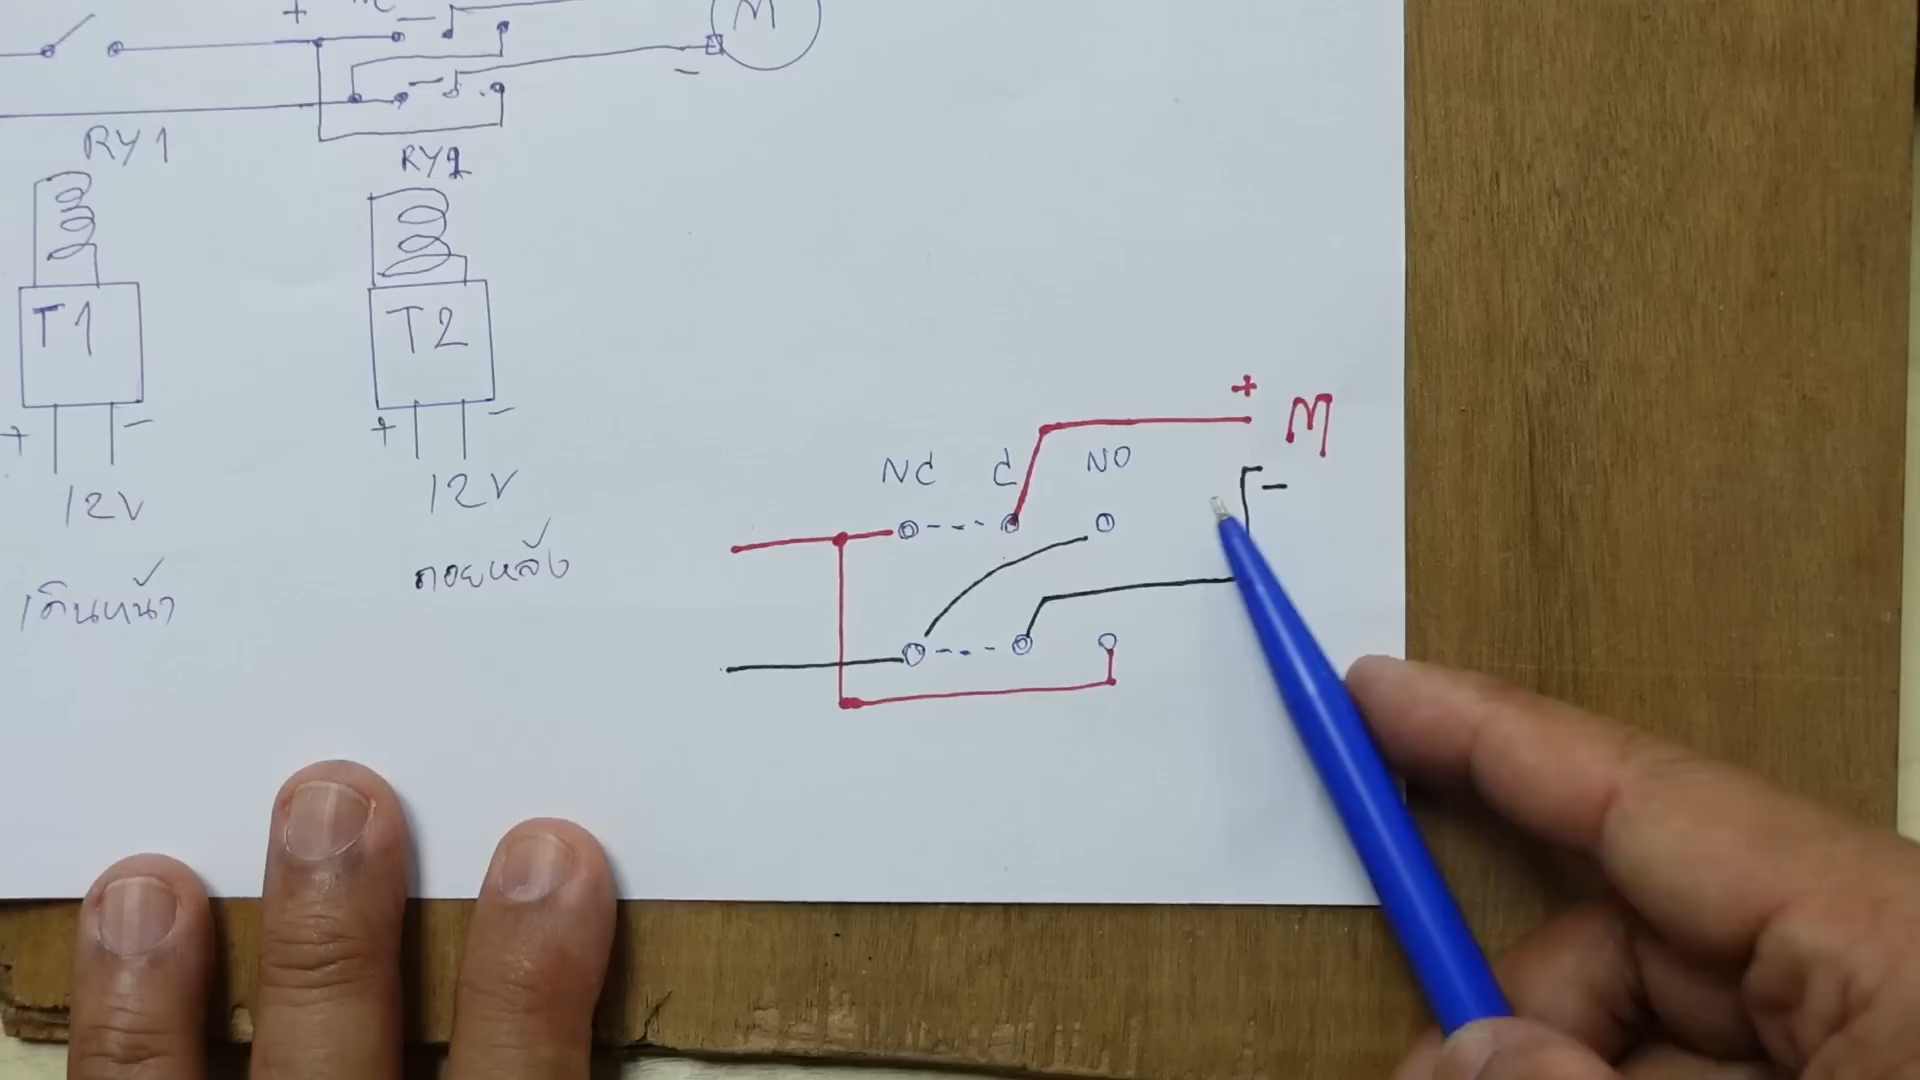 +
M
−
RY1
RY2
T1
T2
+ −
+ −
12V
12V
เดินหน้า
ถอยหลัง
+
M
NC C NO
−